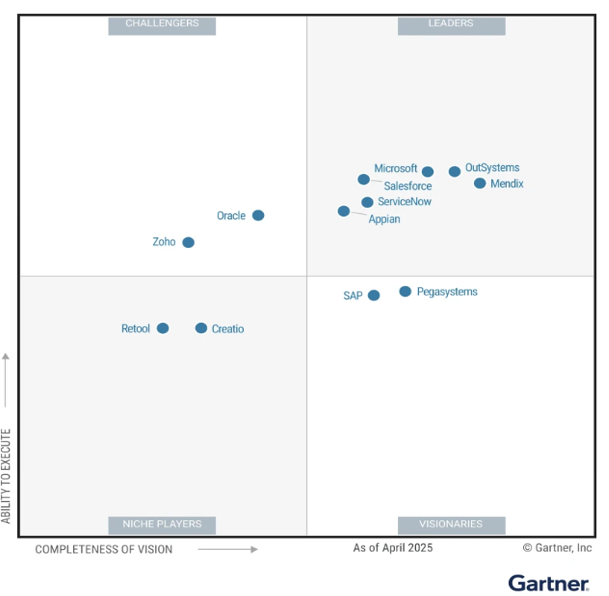 CHALLENGERS
LEADERS
Microsoft
OutSystems
Salesforce
Mendix
ServiceNow
Oracle
Appian
Zoho
SAP
Pegasystems
Retool
Creatio
ABILITY TO EXECUTE
NICHE PLAYERS
VISIONARIES
COMPLETENESS OF VISION
As of April 2025
© Gartner, Inc
Gartner.